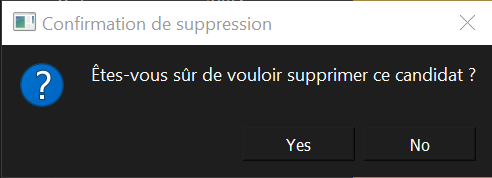 Confirmation de suppression
Êtes-vous sûr de vouloir supprimer ce candidat ?
Yes
No